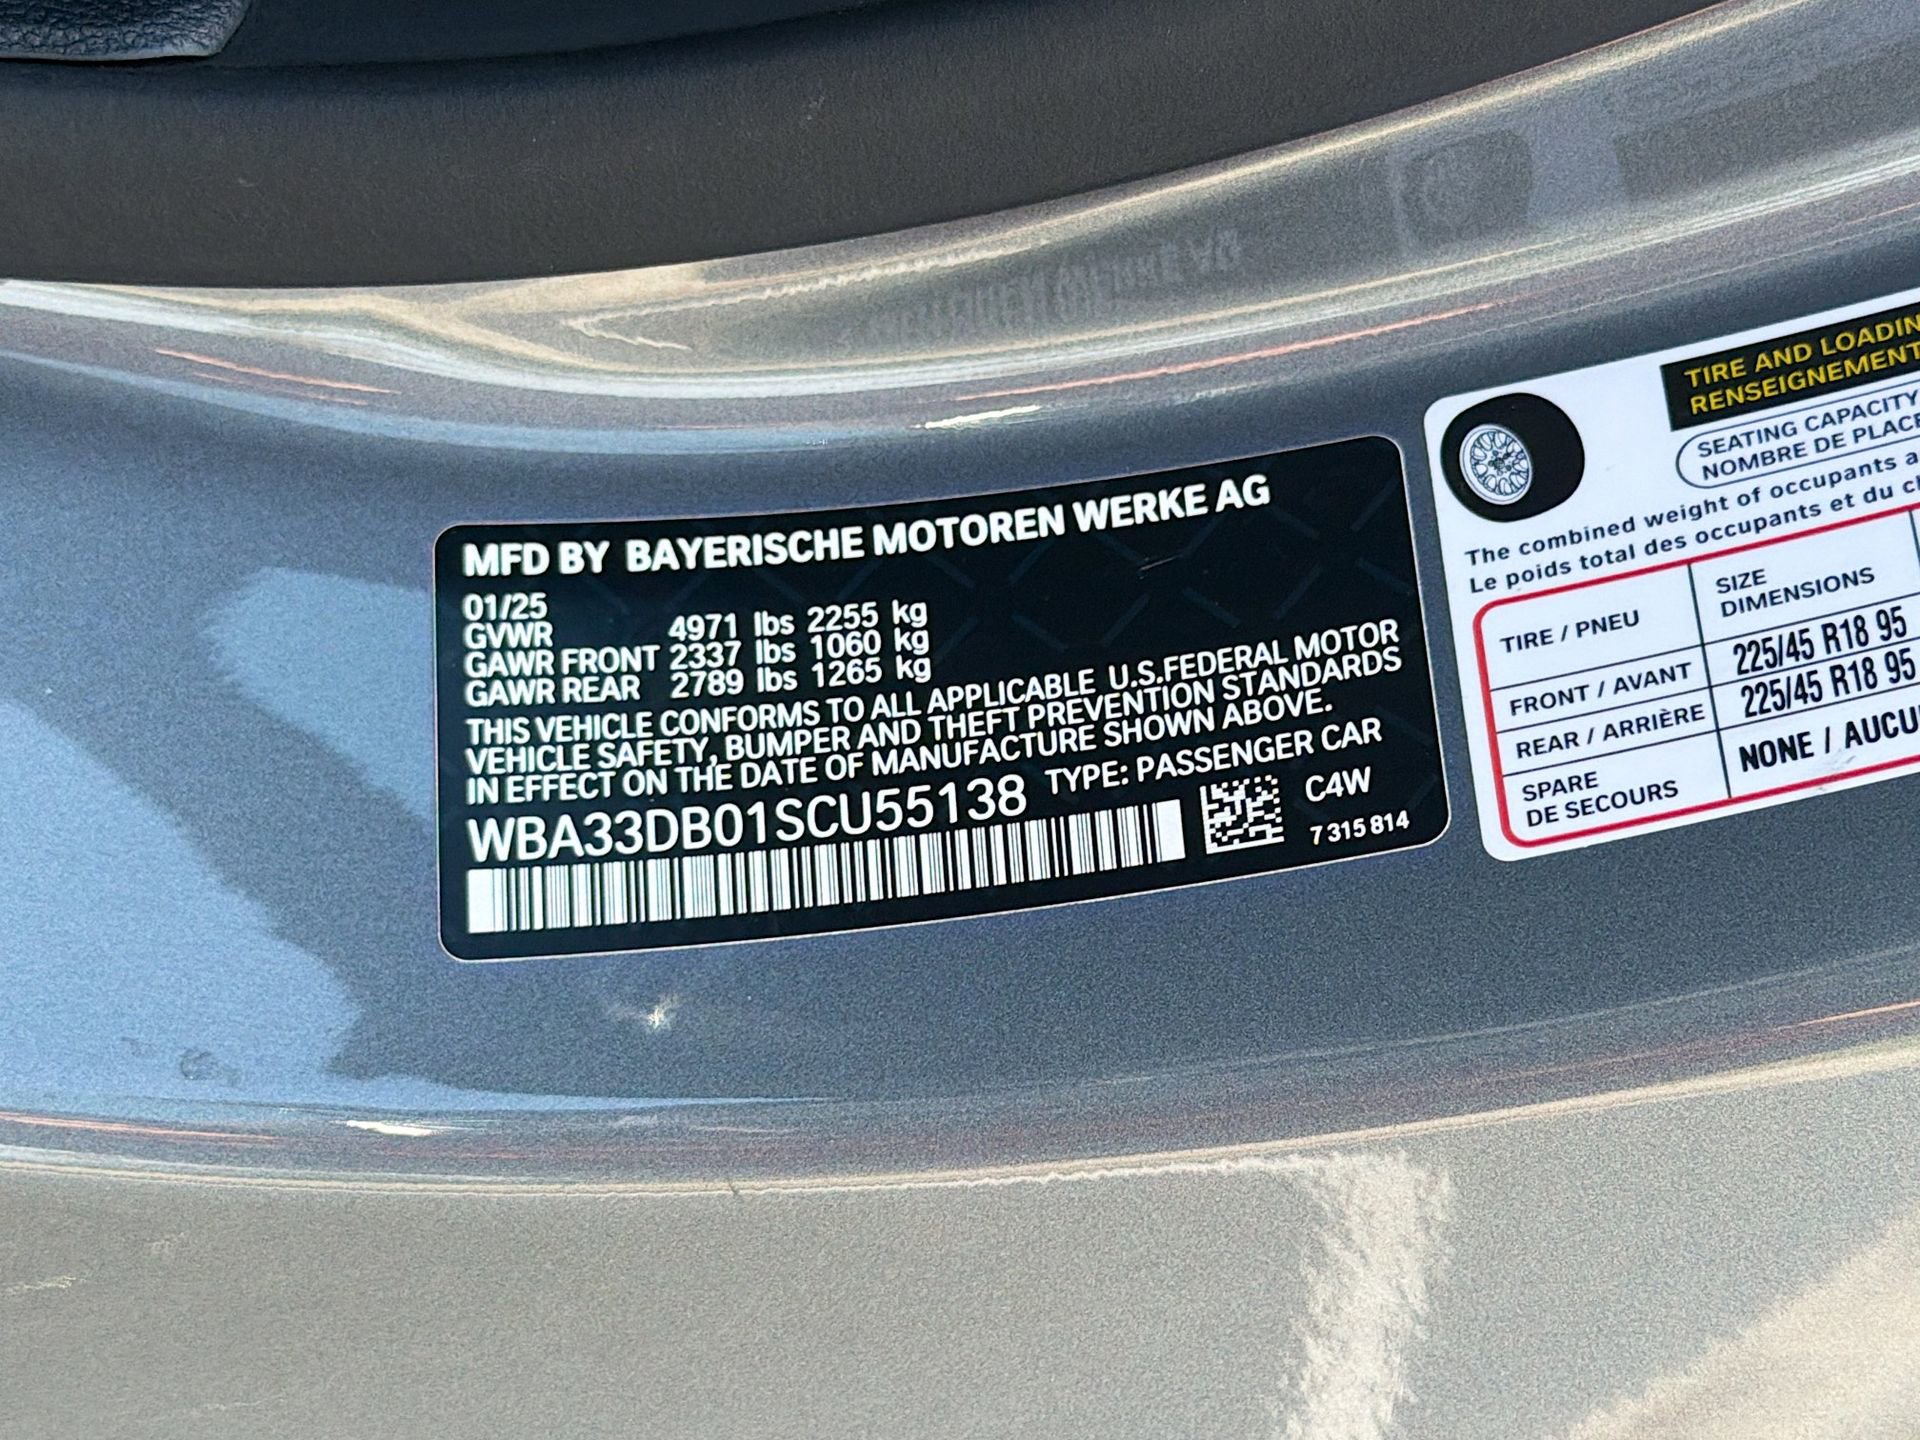 MFD BY BAYERISCHE MOTOREN WERKE AG
01/25
GVWR 4971 lbs 2255 kg
GAWR FRONT 2337 lbs 1060 kg
GAWR REAR 2789 lbs 1265 kg
THIS VEHICLE CONFORMS TO ALL APPLICABLE U.S.FEDERAL MOTOR
VEHICLE SAFETY, BUMPER AND THEFT PREVENTION STANDARDS
IN EFFECT ON THE DATE OF MANUFACTURE SHOWN ABOVE.
WBA33DB01SCU55138 TYPE: PASSENGER CAR
C4W
7 315 814
TIRE AND LOADIN
RENSEIGNEMENT
SEATING CAPACITY
NOMBRE DE PLACE
The combined weight of occupants a
Le poids total des occupants et du ch
TIRE / PNEU
SIZE
DIMENSIONS
FRONT / AVANT 225/45 R18 95
REAR / ARRIÈRE 225/45 R18 95
SPARE
DE SECOURS
NONE / AUCU